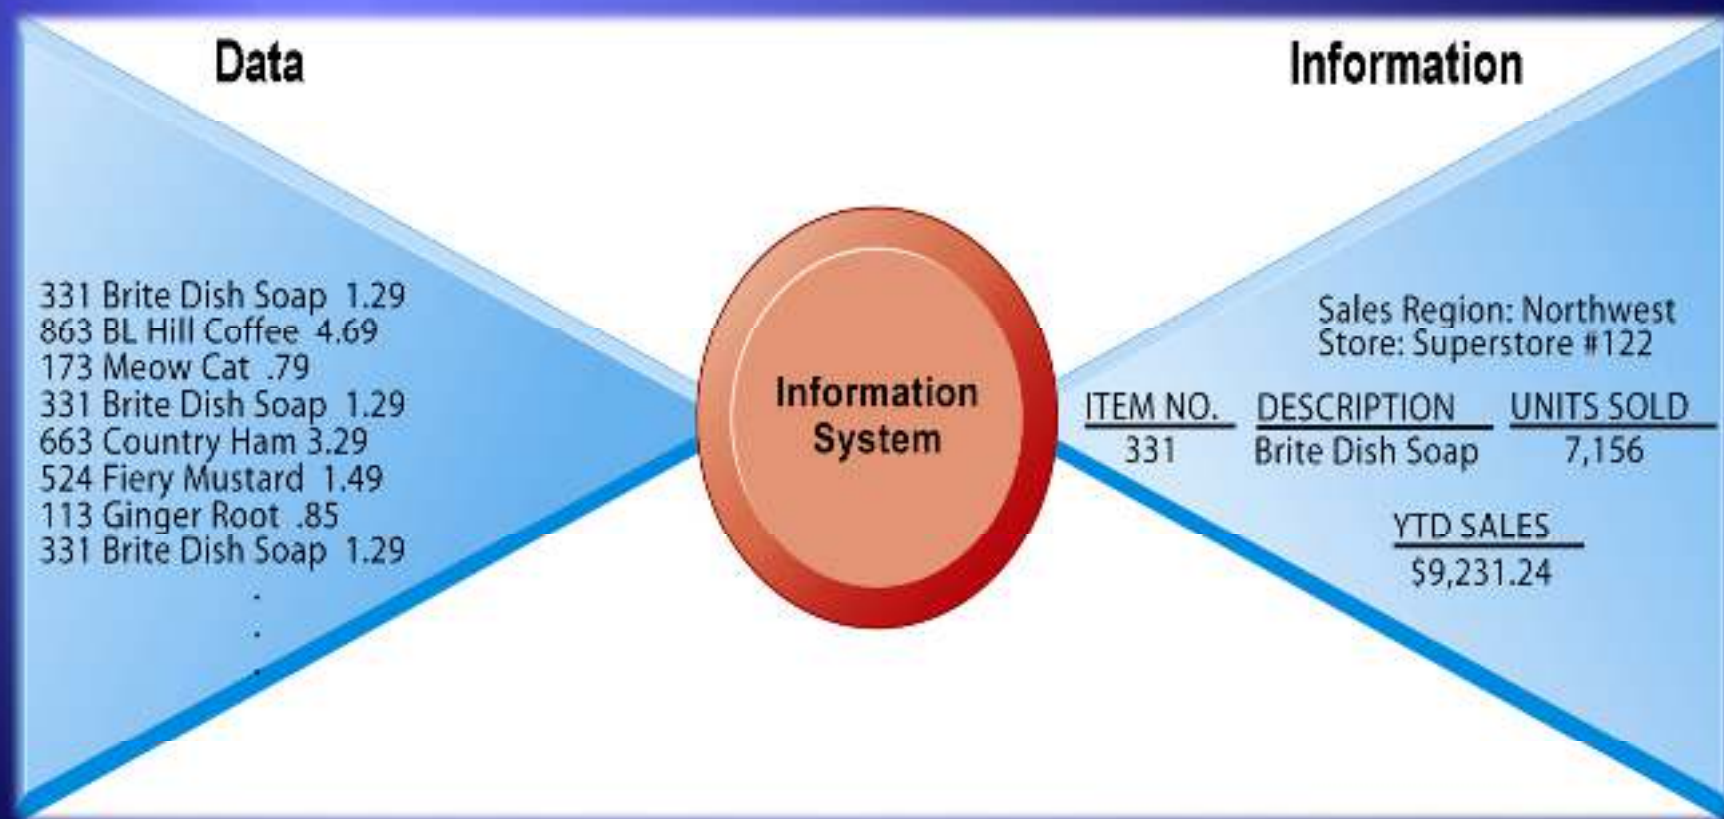 Data
331 Brite Dish Soap 1.29
863 BL Hill Coffee 4.69
173 Meow Cat .79
331 Brite Dish Soap 1.29
663 Country Ham 3.29
524 Fiery Mustard 1.49
113 Ginger Root .85
331 Brite Dish Soap 1.29
.
.
.
Information System
Information
Sales Region: Northwest
Store: Superstore #122
ITEM NO. DESCRIPTION UNITS SOLD
331 Brite Dish Soap 7,156
YTD SALES
$9,231.24